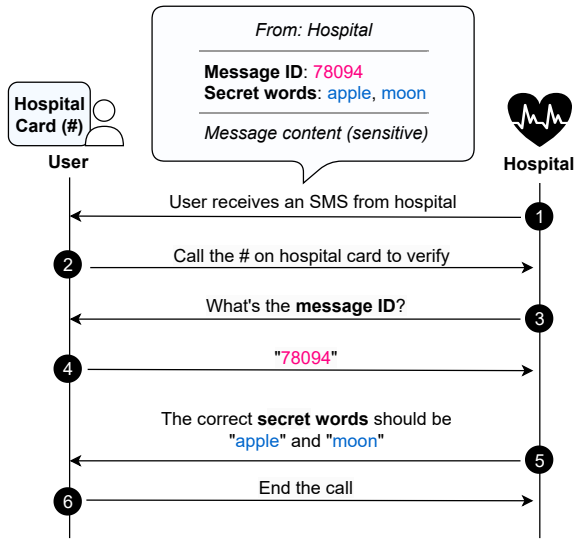 From: Hospital
Message ID: 78094
Secret words: apple, moon
Message content (sensitive)
Hospital
Card (#)
User
Hospital
User receives an SMS from hospital
1
2
Call the # on hospital card to verify
What's the message ID?
3
4
"78094"
The correct secret words should be
"apple" and "moon"
5
6
End the call